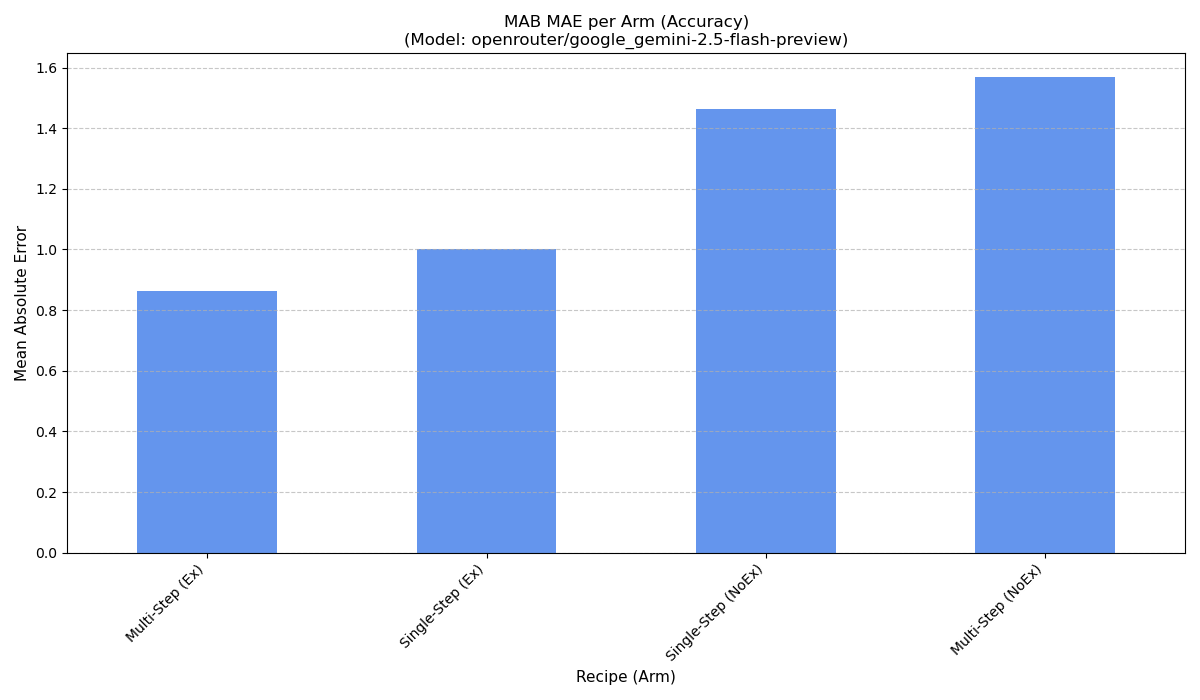 MAB MAE per Arm (Accuracy)
(Model: openrouter/google_gemini-2.5-flash-preview)
Mean Absolute Error
1.6
1.4
1.2
1.0
0.8
0.6
0.4
0.2
0.0
Multi-Step (Ex)
Single-Step (Ex)
Single-Step (NoEx)
Multi-Step (NoEx)
Recipe (Arm)